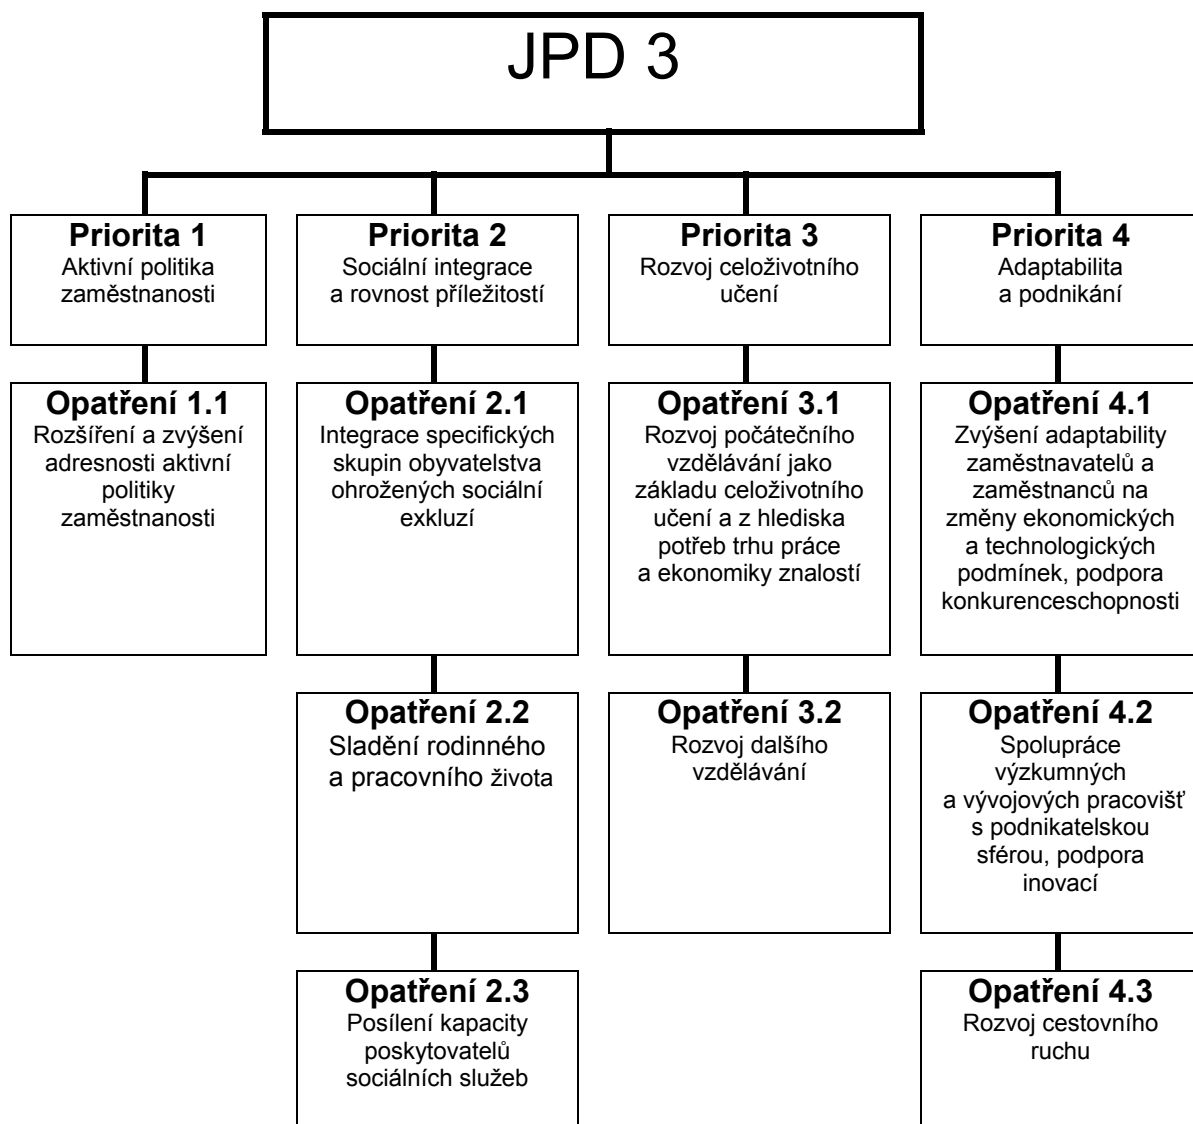 JPD 3
Priorita 1
Aktivní politika
zaměstnanosti
Priorita 2
Sociální integrace
a rovnost příležitostí
Priorita 3
Rozvoj celoživotního
učení
Priorita 4
Adaptabilita
a podnikání
Opatření 1.1
Rozšíření a zvýšení
adresnosti aktivní
politiky
zaměstnanosti
Opatření 2.1
Integrace specifických
skupin obyvatelstva
ohrožených sociální
exkluzí
Opatření 3.1
Rozvoj počátečního
vzdělávání jako
základu celoživotního
učení a z hlediska
potřeb trhu práce
a ekonomiky znalostí
Opatření 4.1
Zvýšení adaptability
zaměstnavatelů a
zaměstnanců na
změny ekonomických
a technologických
podmínek, podpora
konkurenceschopnosti
Opatření 2.2
Sladění rodinného
a pracovního života
Opatření 3.2
Rozvoj dalšího
vzdělávání
Opatření 4.2
Spolupráce
výzkumných
a vývojových pracovišť
s podnikatelskou
sférou, podpora
inovací
Opatření 2.3
Posílení kapacity
poskytovatelů
sociálních služeb
Opatření 4.3
Rozvoj cestovního
ruchu